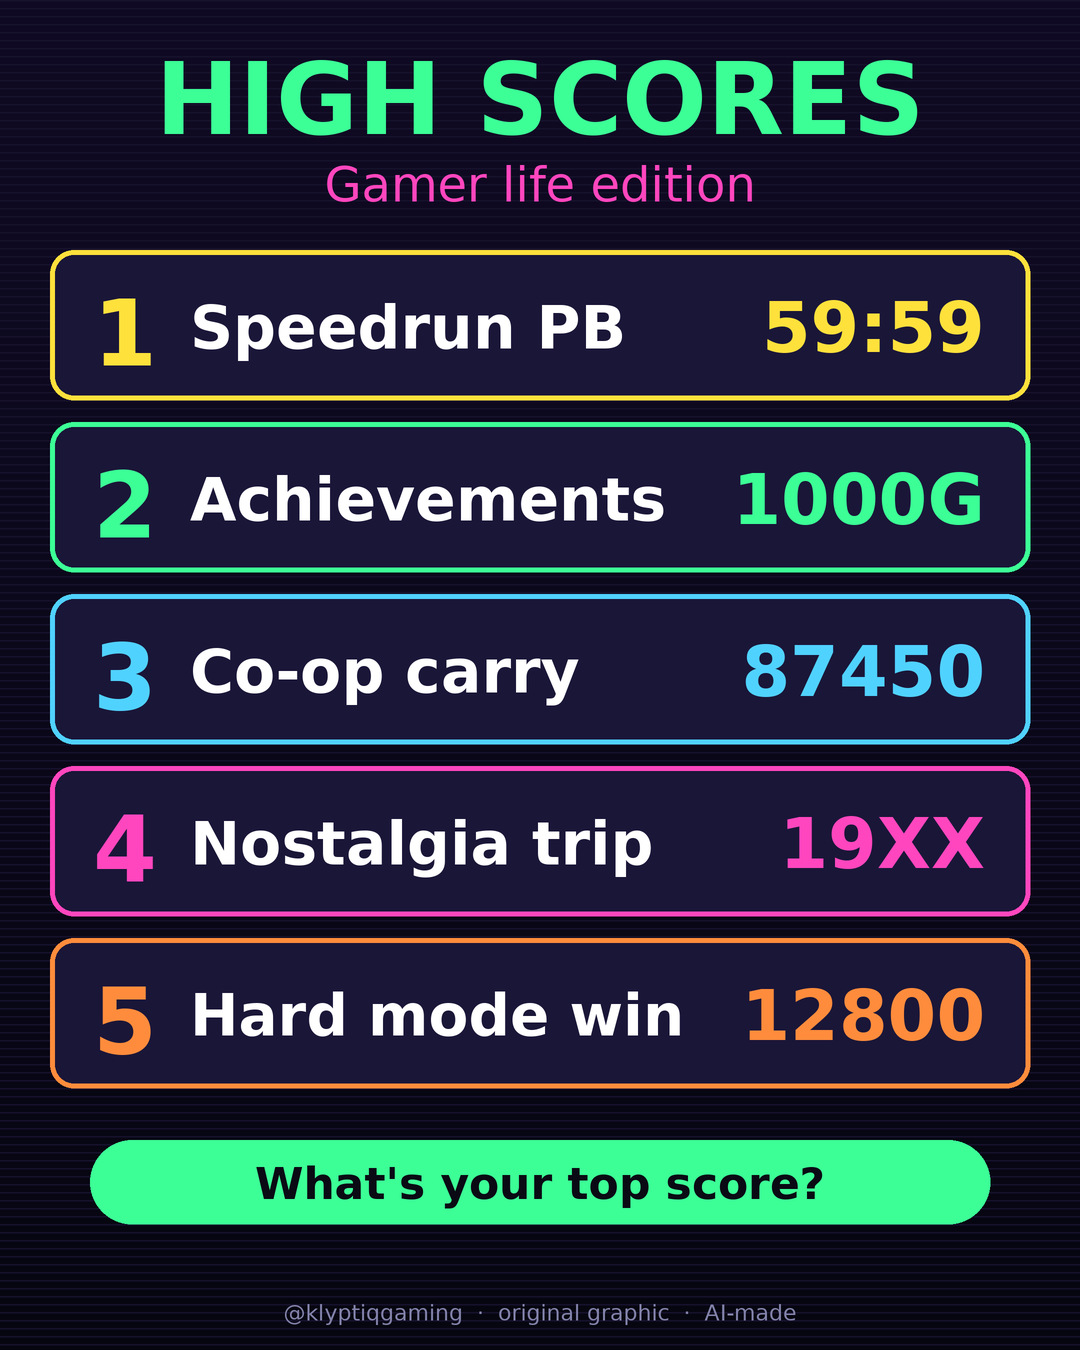 HIGH SCORES
Gamer life edition
1 Speedrun PB 59:59
2 Achievements 1000G
3 Co-op carry 87450
4 Nostalgia trip 19XX
5 Hard mode win 12800
What's your top score?
@klyptiqgaming · original graphic · AI-made